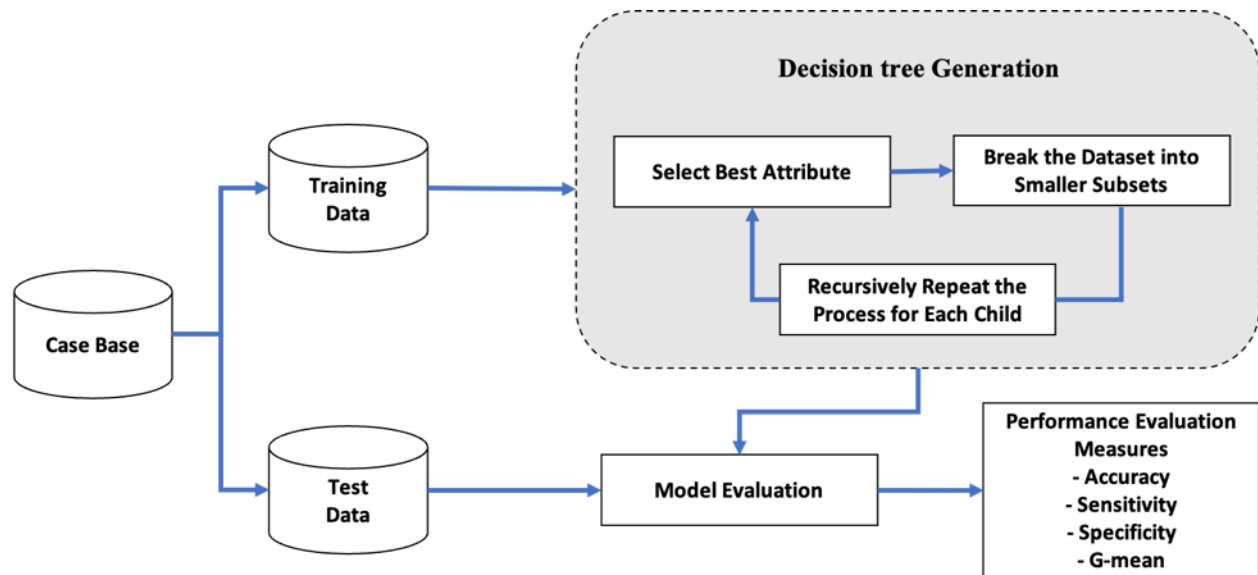 Decision tree Generation
Training
Data
Select Best Attribute
Break the Dataset into
Smaller Subsets
Recursively Repeat the
Process for Each Child
Case Base
Test
Data
Model Evaluation
Performance Evaluation
Measures
- Accuracy
- Sensitivity
- Specificity
- G-mean